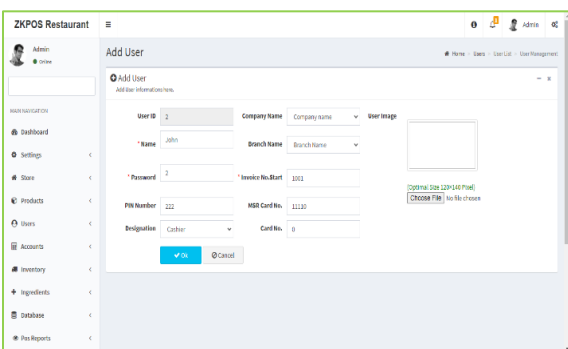 ZKPOS Restaurant
Admin
Admin
Online
Add User
Home > Users > User List > User Management
Add User
Add User informations here.
MAIN NAVIGATION
Dashboard
Settings
Store
Products
Users
Accounts
Inventory
Ingredients
Database
Pos Reports
User ID 2
Company Name Company name
User Image
* Name John
Branch Name Branch Name
* Password 2
* Invoice No.Start 1001
(Optimal Size 120*140 Pixel)
Choose File No file chosen
PIN Number 222
MSR Card No. 11110
Designation Cashier
Card No. 0
Ok
Cancel